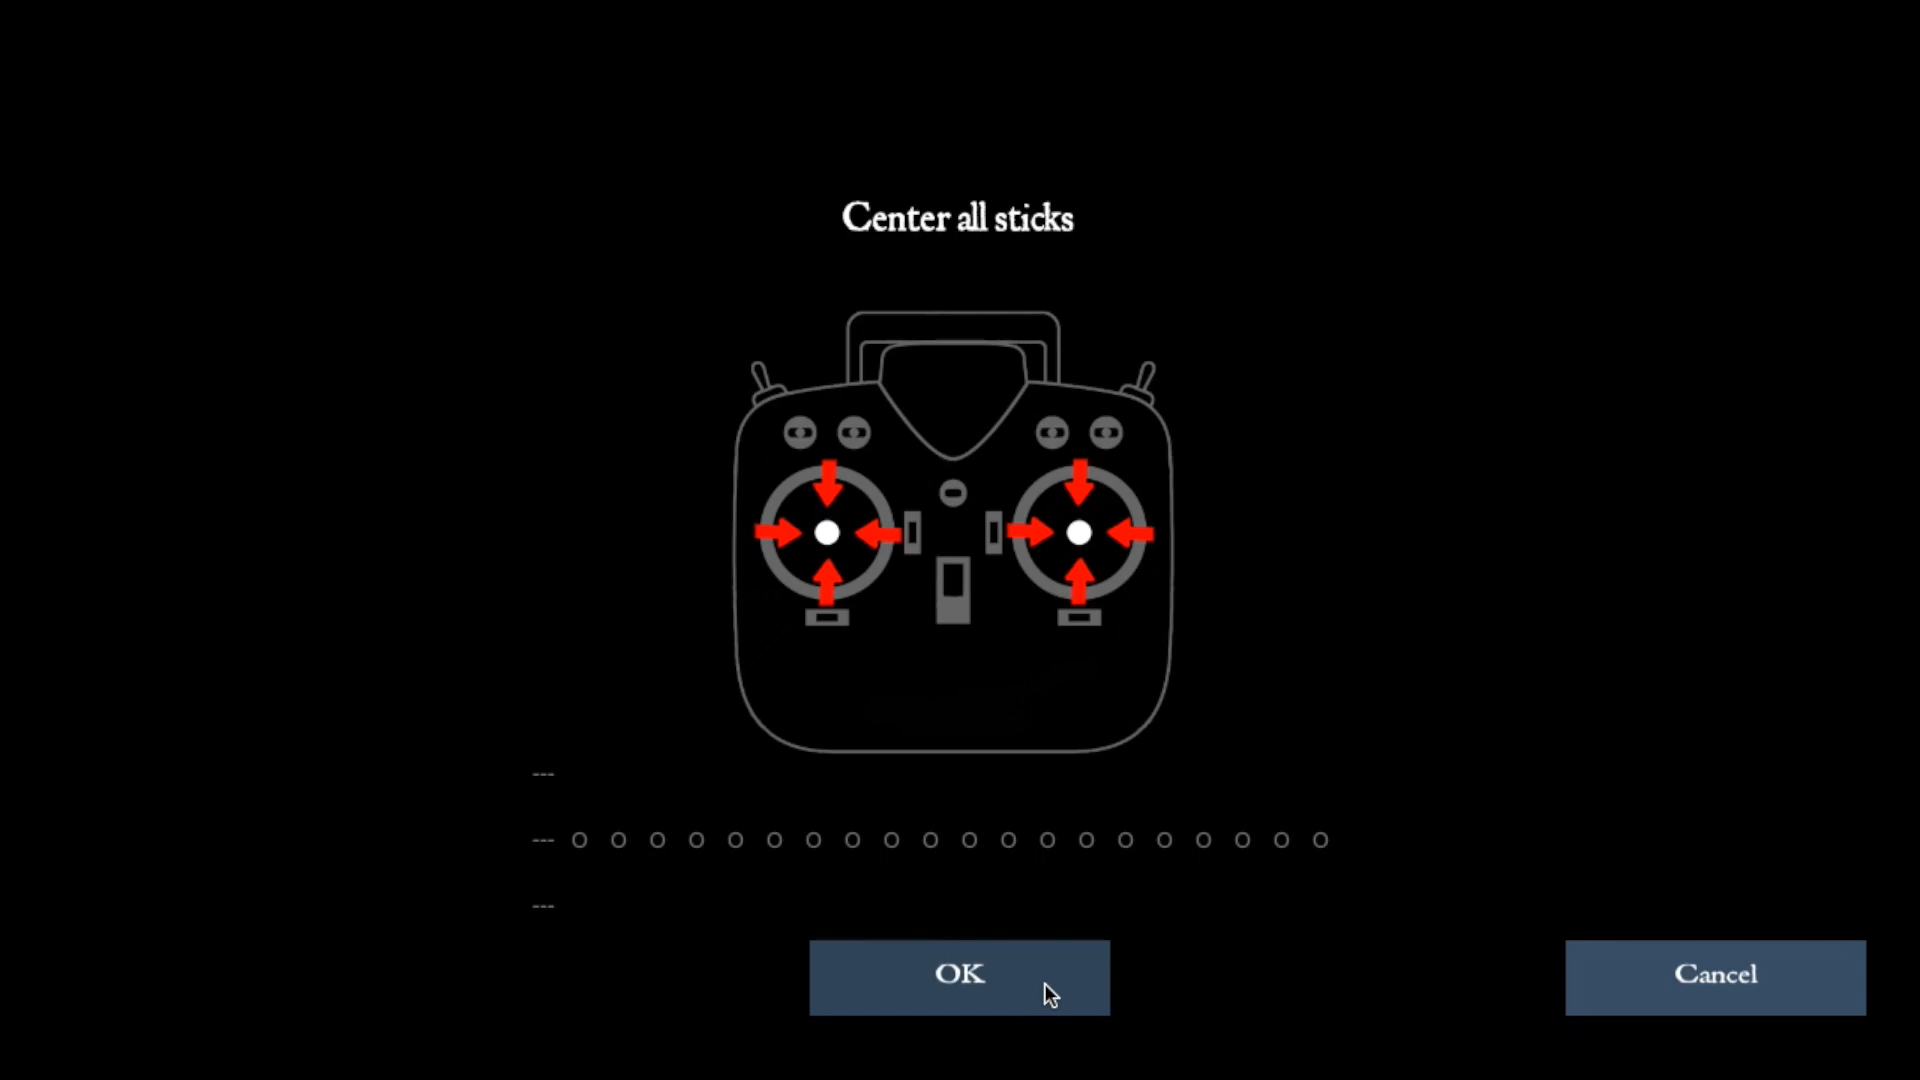 Center all sticks
---
--- O O O O O O O O O O O O O O O O O O O O
---
OK
Cancel